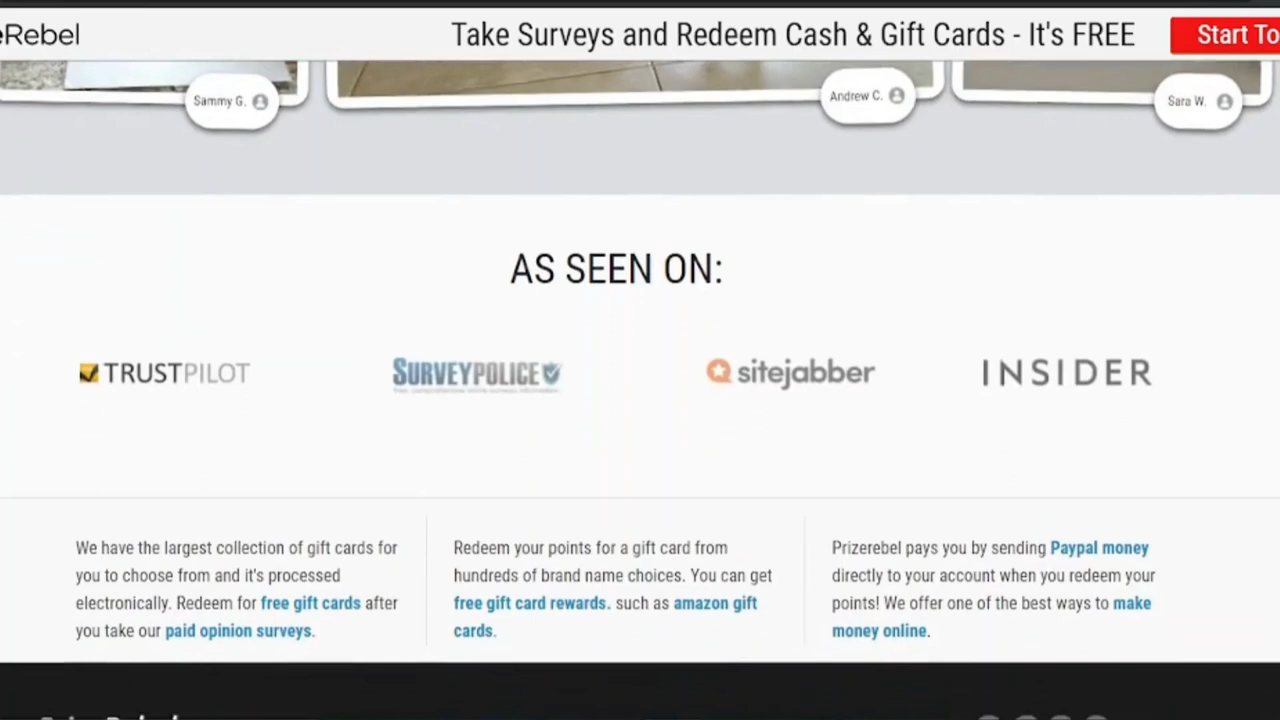 eRebel
Take Surveys and Redeem Cash & Gift Cards - It's FREE
Start To
Sammy G.
Andrew C.
Sara W.
AS SEEN ON:
TRUSTPILOT
SURVEYPOLICE
sitejabber
INSIDER
We have the largest collection of gift cards for
you to choose from and it's processed
electronically. Redeem for free gift cards after
you take our paid opinion surveys.
Redeem your points for a gift card from
hundreds of brand name choices. You can get
free gift card rewards. such as amazon gift
cards.
Prizerebel pays you by sending Paypal money
directly to your account when you redeem your
points! We offer one of the best ways to make
money online.